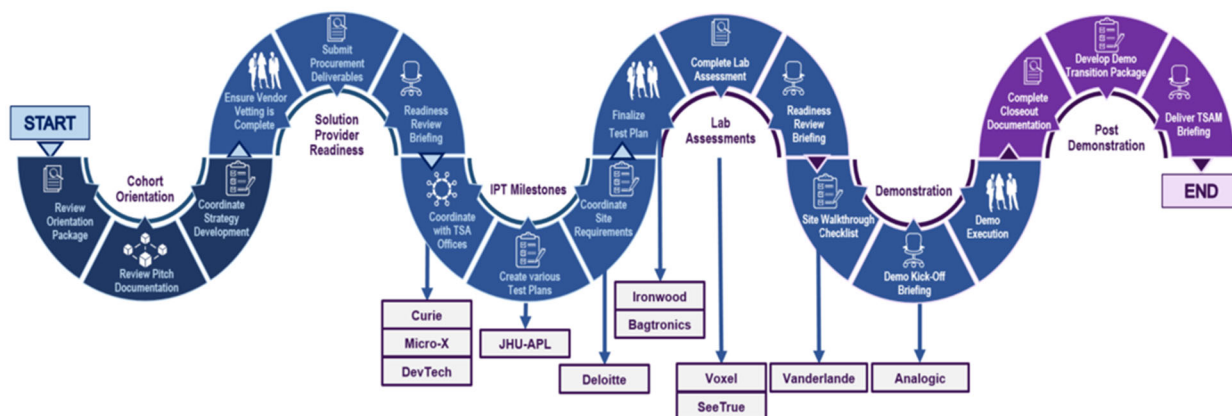 START
Review
Orientation
Package
Review Pitch
Documentation
Cohort
Orientation
Coordinate
Strategy
Development
Ensure Vendor
Vetting is
Complete
Submit
Procurement
Deliverables
Solution
Provider
Readiness
Readiness
Review
Briefing
Coordinate
with TSA
Offices
IPT Milestones
Create various
Test Plans
Coordinate
Site
Requirements
Finalize
Test Plan
Complete Lab
Assessment
Lab
Assessments
Readiness
Review
Briefing
Site Walkthrough
Checklist
Demonstration
Demo Kick-Off
Briefing
Demo
Execution
Complete
Closeout
Documentation
Develop Demo
Transition Package
Post
Demonstration
Deliver TSAM
Briefing
END
Curie
Micro-X
DevTech
JHU-APL
Deloitte
Ironwood
Bagtronics
Voxel
SeeTrue
Vanderlande
Analogic